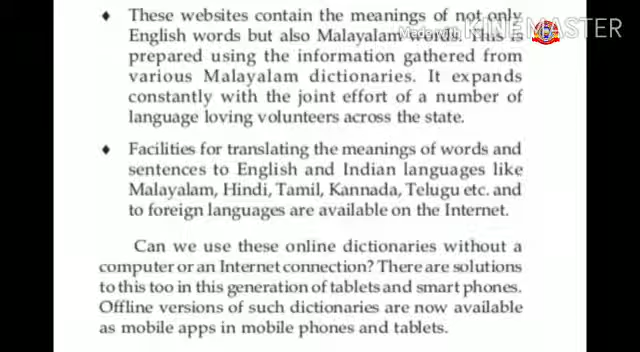 ♦ These websites contain the meanings of not only
English words but also Malayalam words. This is
prepared using the information gathered from
various Malayalam dictionaries. It expands
constantly with the joint effort of a number of
language loving volunteers across the state.
♦ Facilities for translating the meanings of words and
sentences to English and Indian languages like
Malayalam, Hindi, Tamil, Kannada, Telugu etc. and
to foreign languages are available on the Internet.
Can we use these online dictionaries without a
computer or an Internet connection? There are solutions
to this too in this generation of tablets and smart phones.
Offline versions of such dictionaries are now available
as mobile apps in mobile phones and tablets.
Made with KINEMASTER